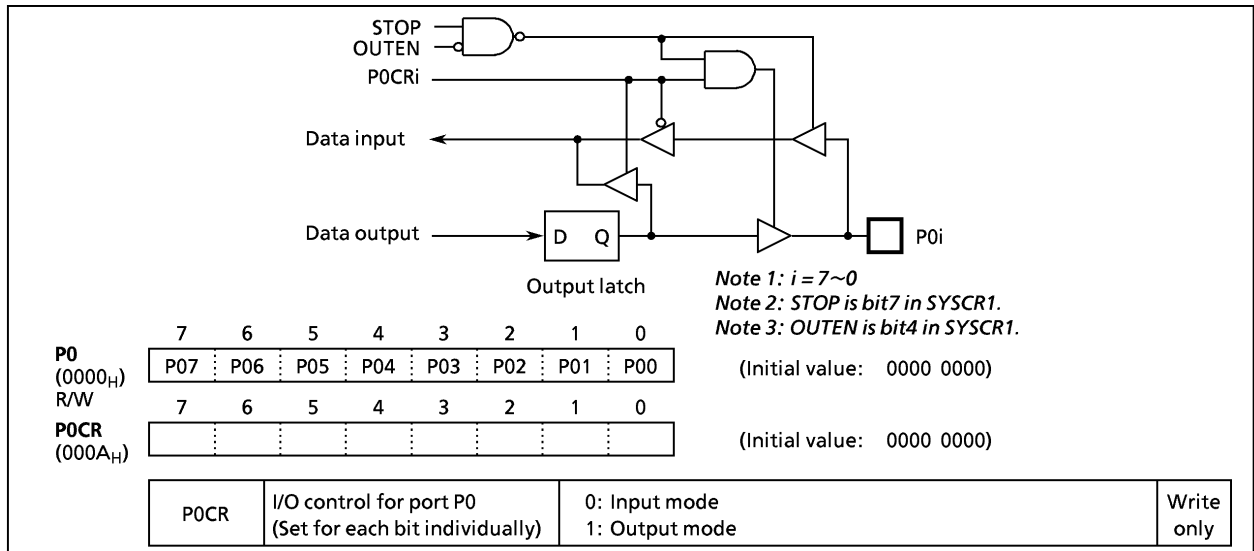 STOP
OUTEN
P0CRi
Data input
Data output
D Q
P0i
Output latch
Note 1: i = 7~0
Note 2: STOP is bit7 in SYSCR1.
Note 3: OUTEN is bit4 in SYSCR1.
7 6 5 4 3 2 1 0
P0 (0000H) R/W
P07 P06 P05 P04 P03 P02 P01 P00
(Initial value: 0000 0000)
7 6 5 4 3 2 1 0
P0CR (000AH)
(Initial value: 0000 0000)
P0CR
I/O control for port P0
(Set for each bit individually)
0: Input mode
1: Output mode
Write
only